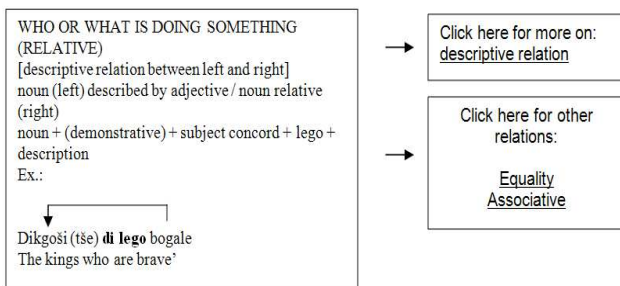 WHO OR WHAT IS DOING SOMETHING
(RELATIVE)
[descriptive relation between left and right]
noun (left) described by adjective / noun relative
(right)
noun + (demonstrative) + subject concord + lego +
description
Ex.:
Dikgoši (tše) di lego bogale
The kings who are brave’
Click here for more on:
descriptive relation
Click here for other
relations:
Equality
Associative